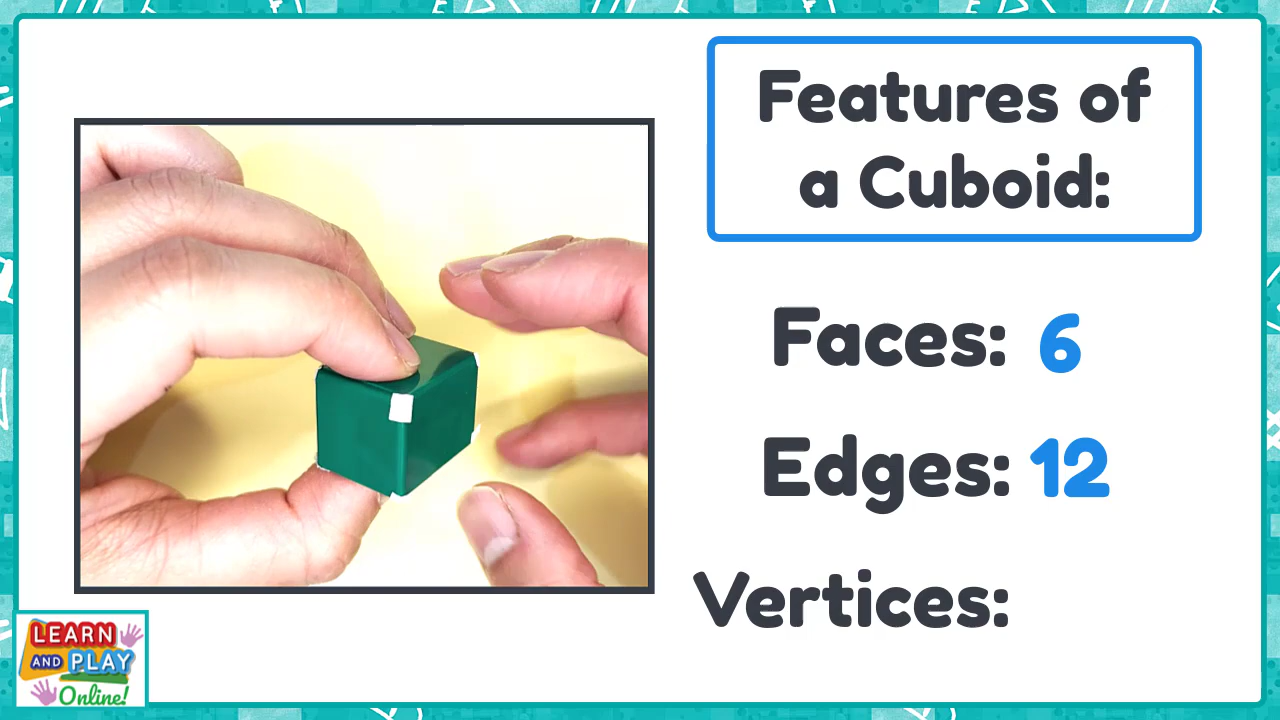 Features of
a Cuboid:
Faces: 6
Edges: 12
Vertices:
LEARN
AND PLAY
Online!